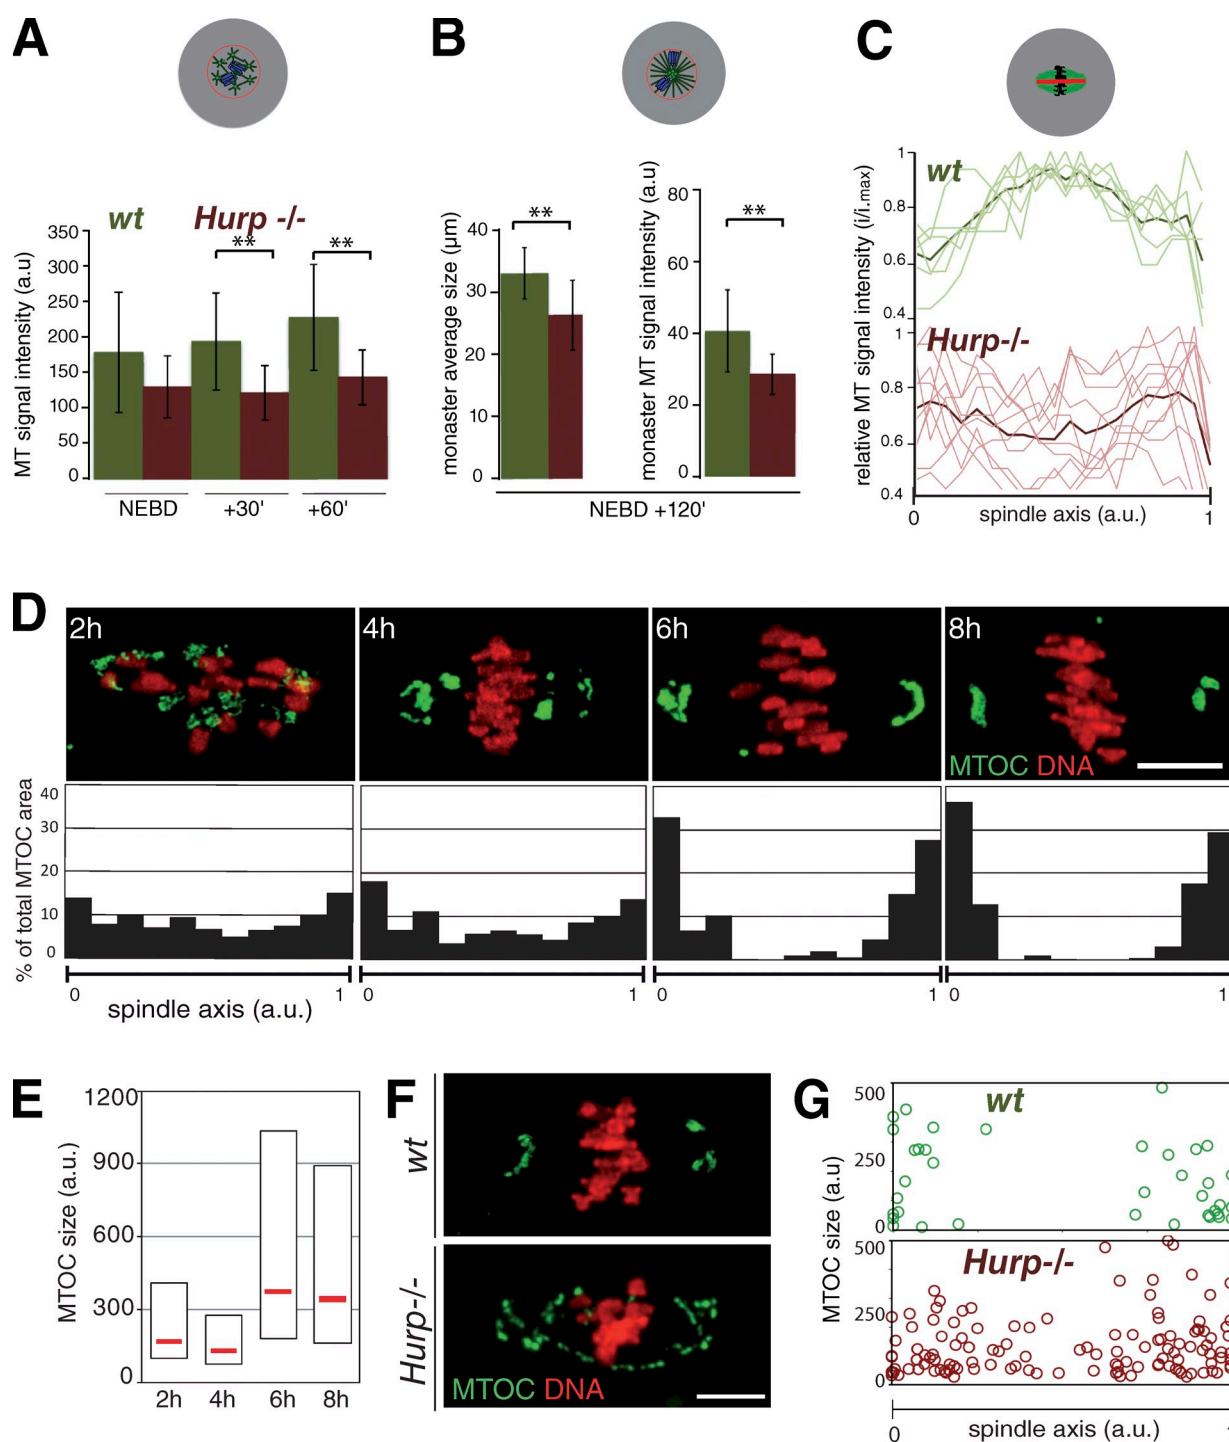 A
B
C
wt
Hurp -/-
**
**
MT signal intensity (a.u)
350
300
250
200
150
100
50
0
NEBD
+30'
+60'
monaster average size (µm)
40
30
20
10
0
**
monaster MT signal intensity (a.u)
80
60
40
20
0
**
NEBD +120'
relative MT signal intensity (i/i.max)
wt
1
0.8
0.6
0.4
Hurp-/-
1
0.8
0.6
0.4
0
spindle axis (a.u.)
1
D
2h
4h
6h
8h
MTOC DNA
% of total MTOC area
40
30
20
10
0
0
1
0
1
0
1
0
1
spindle axis (a.u.)
E
MTOC size (a.u.)
1200
900
600
300
0
2h
4h
6h
8h
F
wt
Hurp-/-
MTOC DNA
G
MTOC size (a.u)
wt
500
250
0
Hurp-/-
500
250
0
0
spindle axis (a.u.)